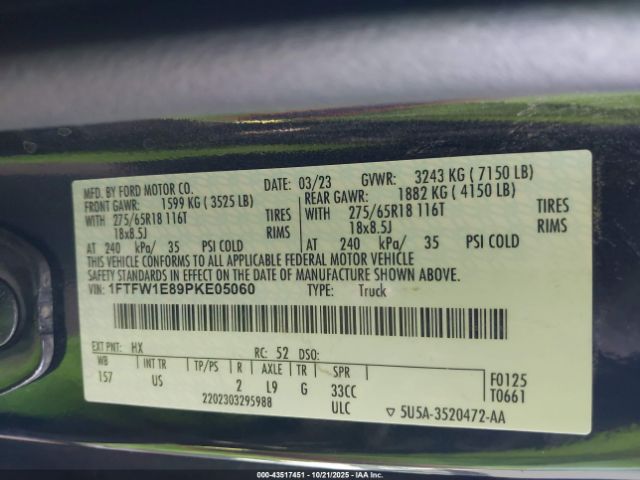 MFD. BY FORD MOTOR CO.
DATE: 03/23 GVWR: 3243 KG ( 7150 LB)
FRONT GAWR: 1599 KG ( 3525 LB)
REAR GAWR: 1882 KG ( 4150 LB)
WITH 275/65R18 116T TIRES
WITH 275/65R18 116T TIRES
18x8.5J RIMS
18x8.5J RIMS
AT 240 kPa/ 35 PSI COLD
AT 240 kPa/ 35 PSI COLD
THIS VEHICLE CONFORMS TO ALL APPLICABLE FEDERAL MOTOR VEHICLE
SAFETY STANDARDS IN EFFECT ON THE DATE OF MANUFACTURE SHOWN ABOVE.
VIN: 1FTFW1E89PKE05060 TYPE: Truck
EXT PNT: HX RC: 52 DSO:
WB INT TR TP/PS R AXLE TR SPR
157 US 2 L9 G 33CC
2202303295988 ULC
F0125
T0661
▽ 5U5A-3520472-AA
000-43517451 - 10/21/2025 - IAAI.COM